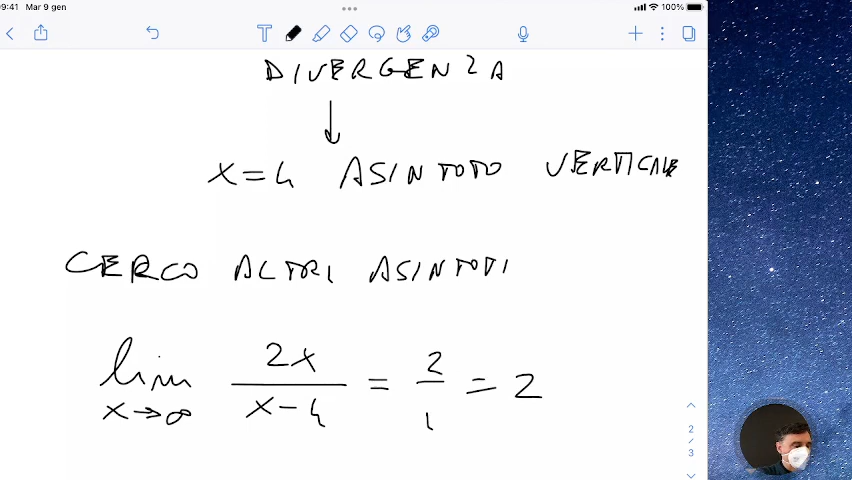 09:41 Mar 9 gen
100%
DIVERGENZA
↓
x=4 ASINTOTO VERTICALE
CERCO ALTRI ASINTOTI
lim x→∞ 2x / x-4 = 2 / 1 = 2
2
/
3